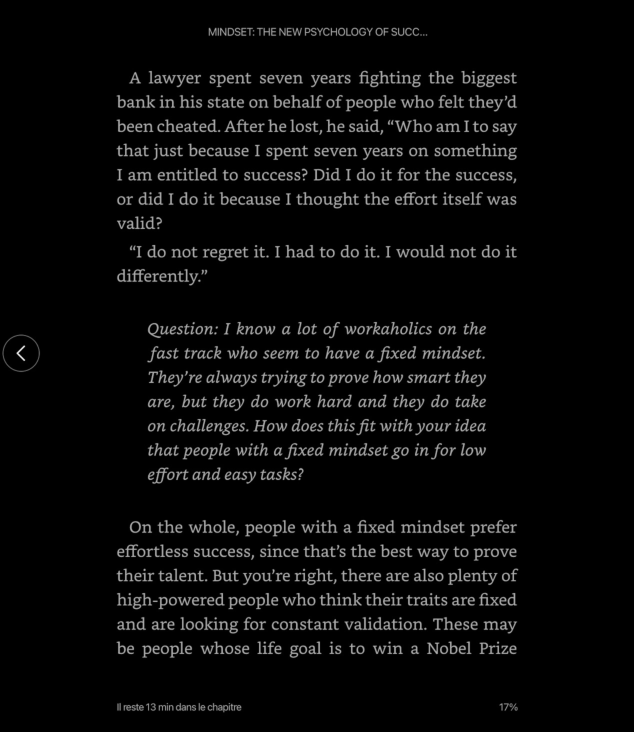 MINDSET: THE NEW PSYCHOLOGY OF SUCC...
A lawyer spent seven years fighting the biggest
bank in his state on behalf of people who felt they’d
been cheated. After he lost, he said, “Who am I to say
that just because I spent seven years on something
I am entitled to success? Did I do it for the success,
or did I do it because I thought the effort itself was
valid?
“I do not regret it. I had to do it. I would not do it
differently.”
Question: I know a lot of workaholics on the
fast track who seem to have a fixed mindset.
They’re always trying to prove how smart they
are, but they do work hard and they do take
on challenges. How does this fit with your idea
that people with a fixed mindset go in for low
effort and easy tasks?
On the whole, people with a fixed mindset prefer
effortless success, since that’s the best way to prove
their talent. But you’re right, there are also plenty of
high-powered people who think their traits are fixed
and are looking for constant validation. These may
be people whose life goal is to win a Nobel Prize
Il reste 13 min dans le chapitre
17%